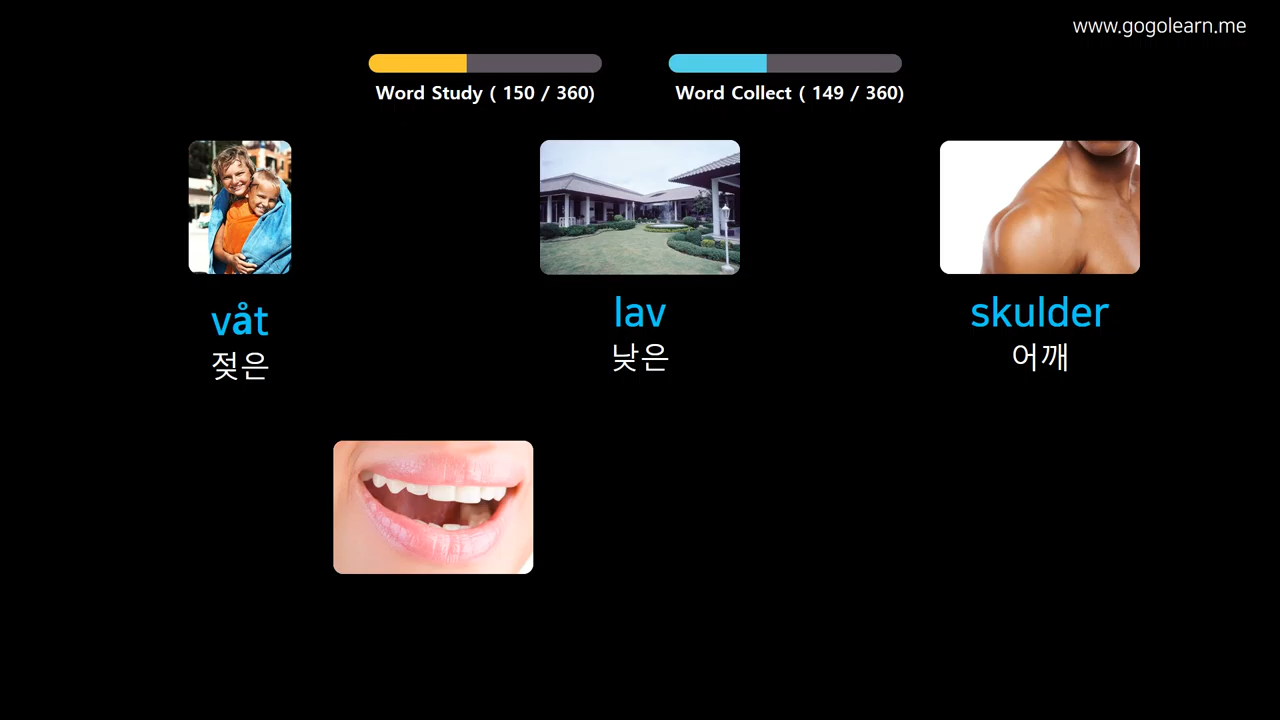 www.gogolearn.me
Word Study ( 150 / 360)
Word Collect ( 149 / 360)
våt
젖은
lav
낮은
skulder
어깨